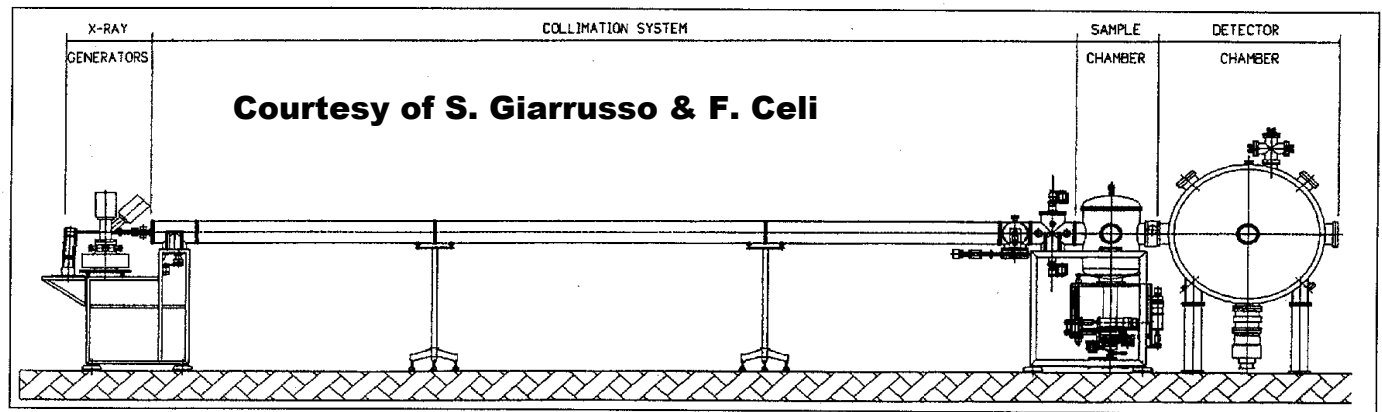 X-RAY
GENERATORS
COLLIMATION SYSTEM
SAMPLE
CHAMBER
DETECTOR
CHAMBER
Courtesy of S. Giarrusso & F. Celi